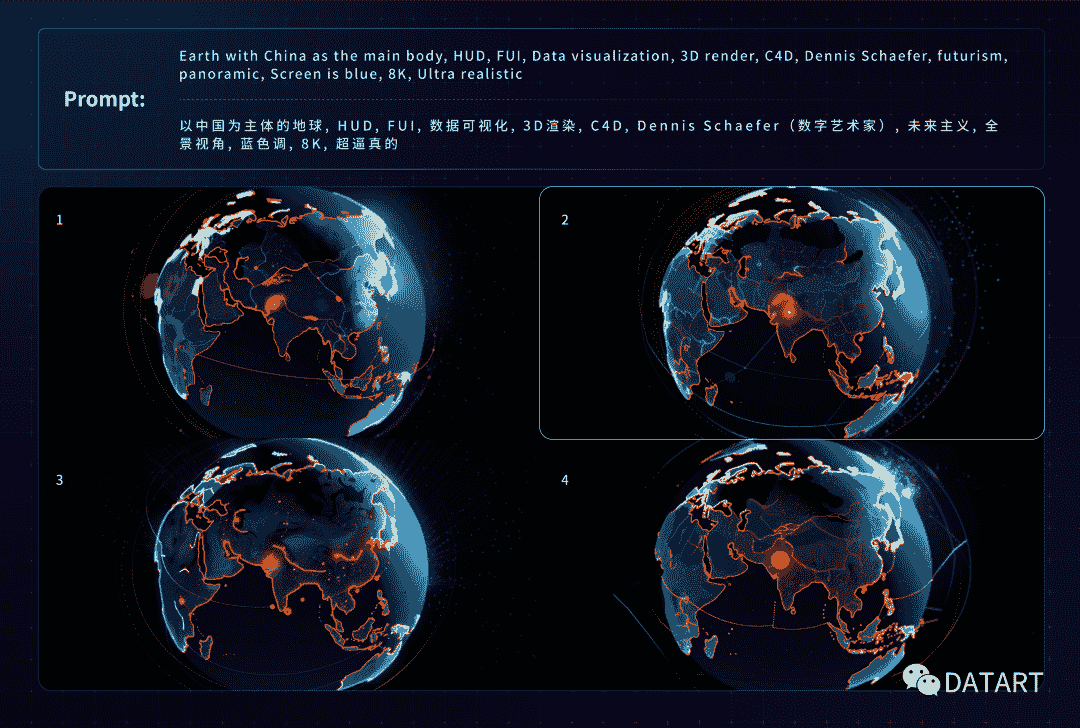 Prompt:
Earth with China as the main body, HUD, FUI, Data visualization, 3D render, C4D, Dennis Schaefer, futurism,
panoramic, Screen is blue, 8K, Ultra realistic
以中国为主体的地球, HUD, FUI, 数据可视化, 3D渲染, C4D, Dennis Schaefer（数字艺术家）, 未来主义, 全
景视角, 蓝色调, 8K, 超逼真的
1
2
3
4
DATART